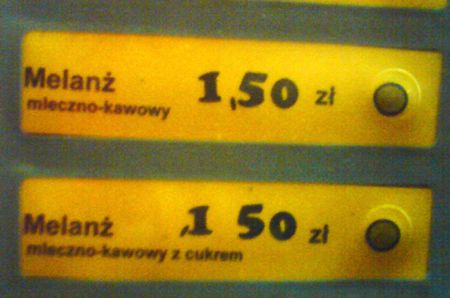 Melanż 1,50 zł
mleczno-kawowy
Melanż ,1 50 zł
mleczno-kawowy z cukrem